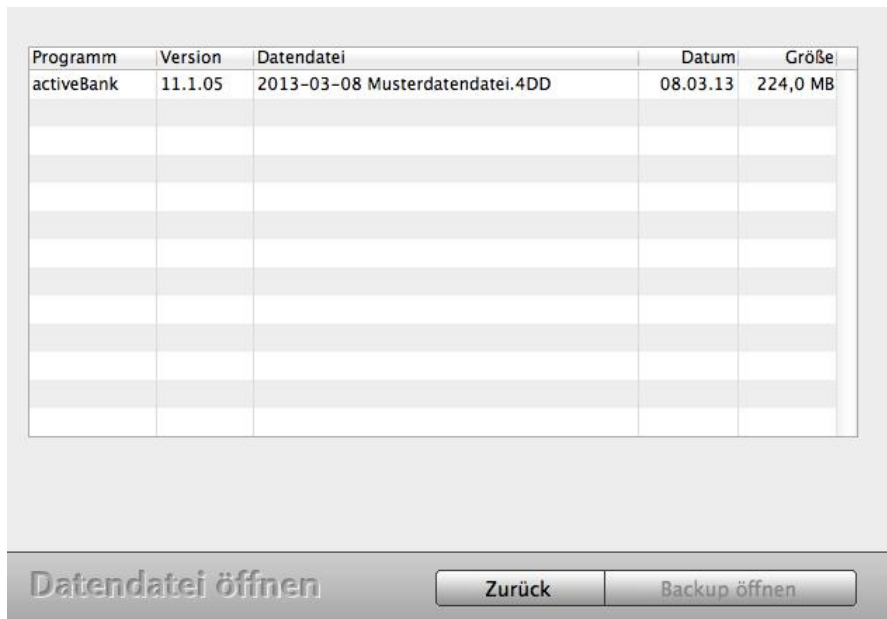 Programm Version Datendatei Datum Größe
activeBank 11.1.05 2013-03-08 Musterdatendatei.4DD 08.03.13 224,0 MB
Datendatei öffnen Zurück Backup öffnen